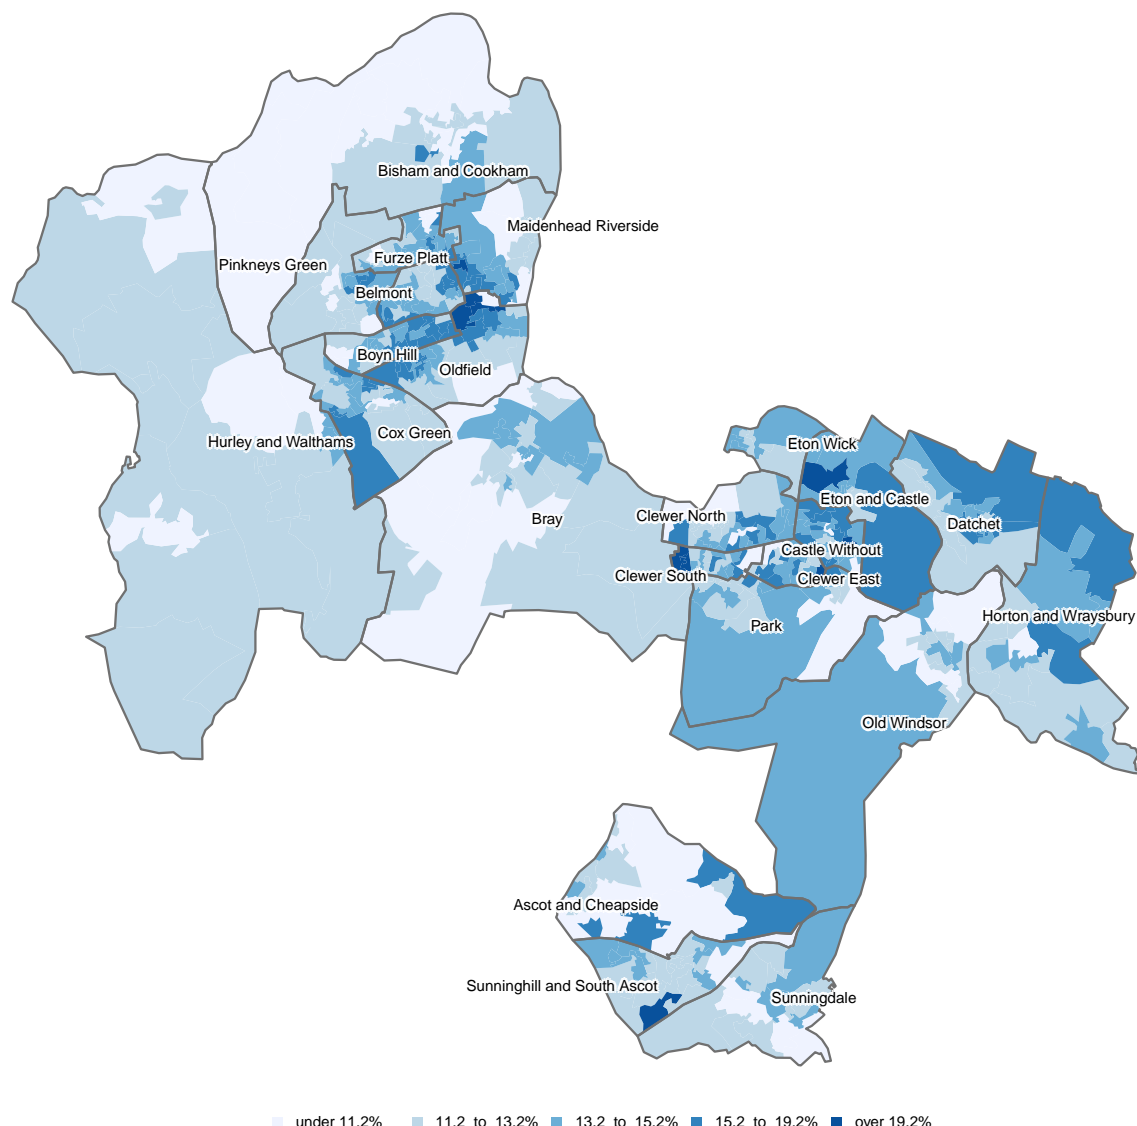 Bisham and Cookham
Maidenhead Riverside
Furze Platt
Pinkneys Green
Belmont
Boyn Hill
Oldfield
Cox Green
Hurley and Walthams
Eton Wick
Eton and Castle
Clewer North
Bray
Datchet
Castle Without
Clewer South
Clewer East
Horton and Wraysbury
Park
Old Windsor
Ascot and Cheapside
Sunninghill and South Ascot
Sunningdale
under 11.2% 11.2 to 13.2% 13.2 to 15.2% 15.2 to 19.2% over 19.2%